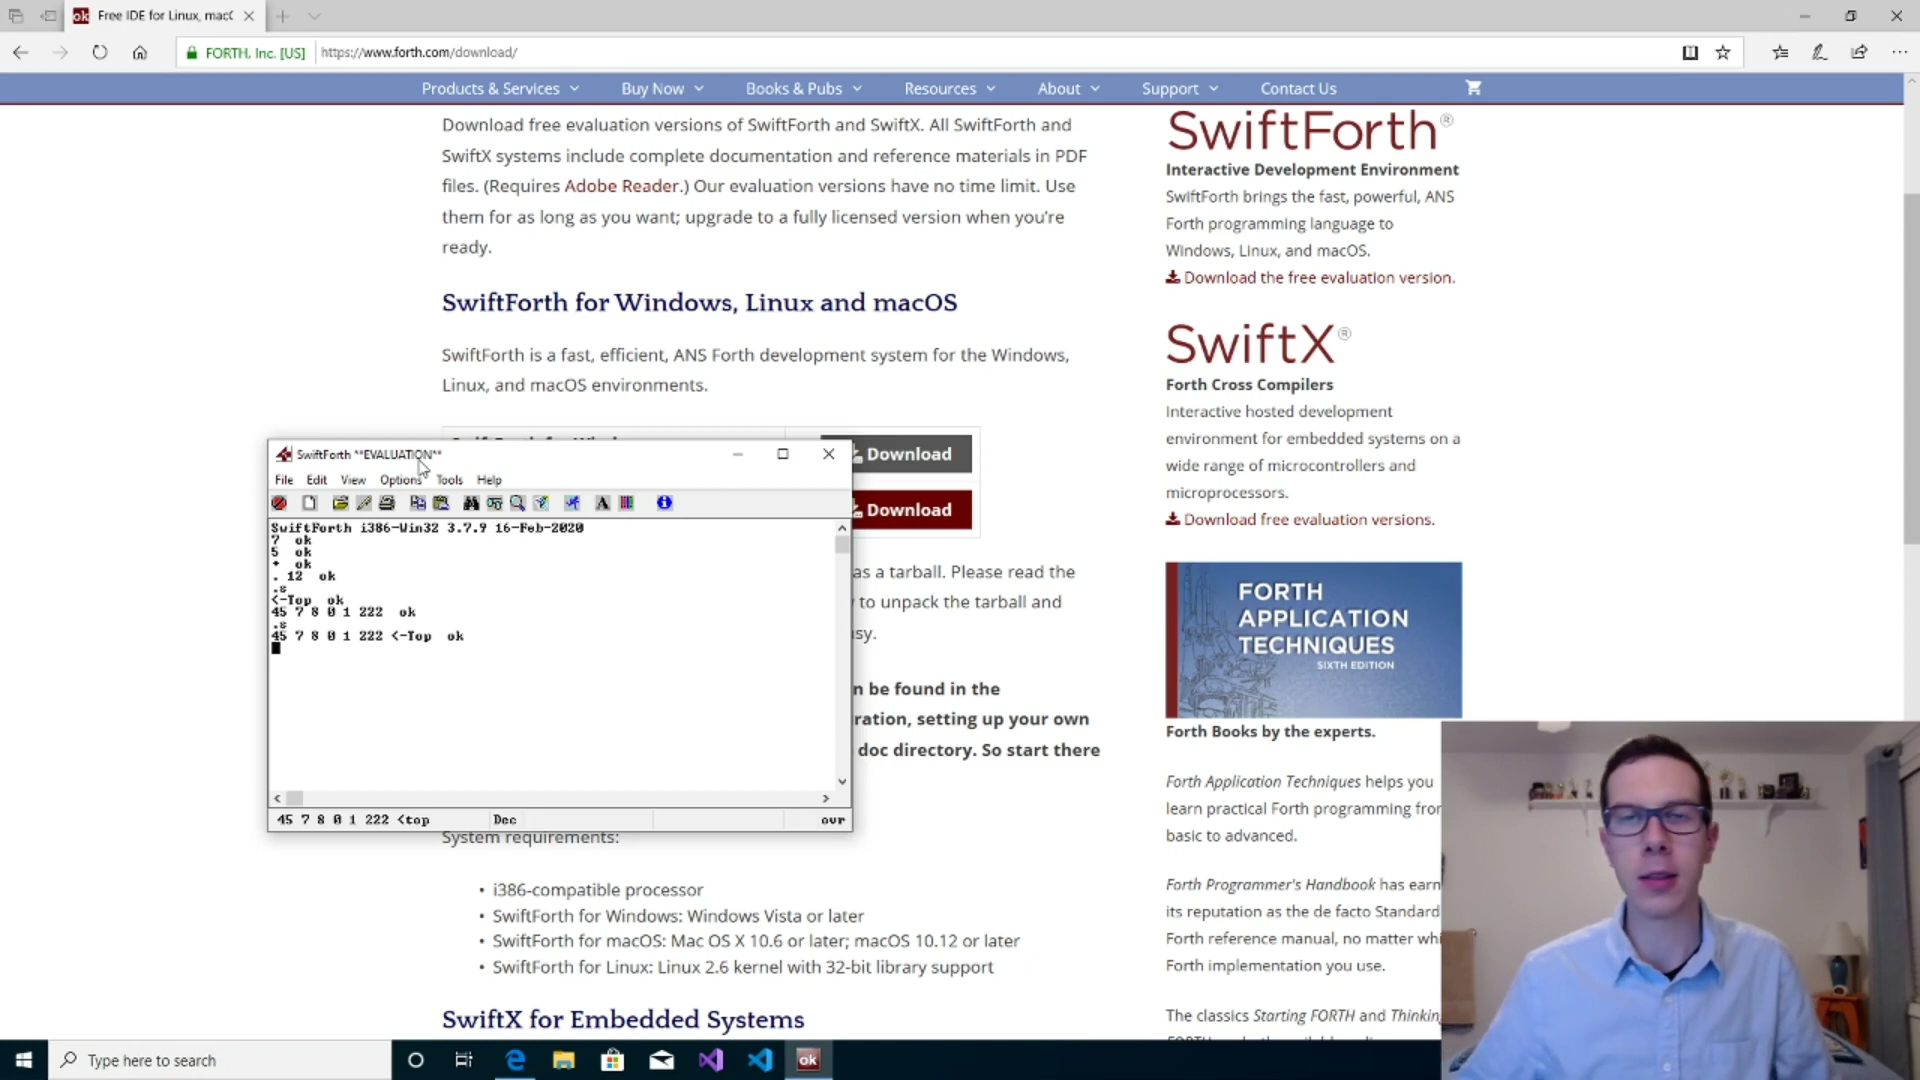 Free IDE for Linux, mac(
FORTH, Inc. [US]
https://www.forth.com/download/
Products & Services
Buy Now
Books & Pubs
Resources
About
Support
Contact Us
Download free evaluation versions of SwiftForth and SwiftX. All SwiftForth and
SwiftX systems include complete documentation and reference materials in PDF
files. (Requires Adobe Reader.) Our evaluation versions have no time limit. Use
them for as long as you want; upgrade to a fully licensed version when you're
ready.
SwiftForth for Windows, Linux and macOS
SwiftForth is a fast, efficient, ANS Forth development system for the Windows,
Linux, and macOS environments.
Download
Download
as a tarball. Please read the
to unpack the tarball and
n be found in the
ration, setting up your own
doc directory. So start there
SwiftForth **EVALUATION**
File Edit View Options Tools Help
SwiftForth i386-Win32 3.7.9 16-Feb-2020
7 ok
5 ok
ok
. 12 ok
.s
<-Top ok
45 7 8 0 1 222 ok
.s
45 7 8 0 1 222 <-Top ok
45 7 8 0 1 222 <top
Dec
ovr
System requirements:
• i386-compatible processor
• SwiftForth for Windows: Windows Vista or later
• SwiftForth for macOS: Mac OS X 10.6 or later; macOS 10.12 or later
• SwiftForth for Linux: Linux 2.6 kernel with 32-bit library support
SwiftX for Embedded Systems
SwiftForth®
Interactive Development Environment
SwiftForth brings the fast, powerful, ANS
Forth programming language to
Windows, Linux, and macOS.
Download the free evaluation version.
SwiftX®
Forth Cross Compilers
Interactive hosted development
environment for embedded systems on a
wide range of microcontrollers and
microprocessors.
Download free evaluation versions.
FORTH
APPLICATION
TECHNIQUES
SIXTH EDITION
Forth Books by the experts.
Forth Application Techniques helps you
learn practical Forth programming from
basic to advanced.
Forth Programmer's Handbook has earn
its reputation as the de facto Standard
Forth reference manual, no matter whi
Forth implementation you use.
The classics Starting FORTH and Thinkin
Type here to search
ok